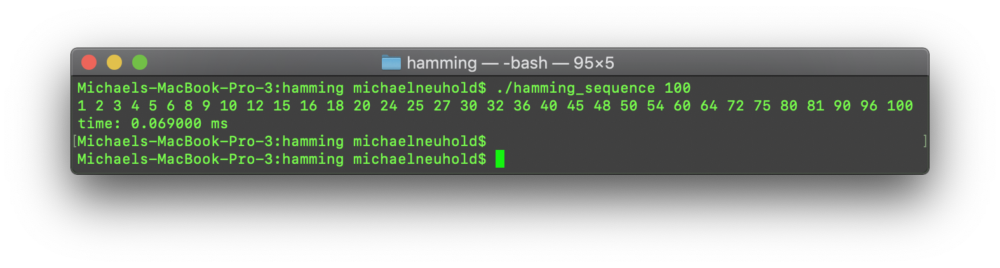 hamming — -bash — 95×5
Michaels-MacBook-Pro-3:hamming michaelneuhold$ ./hamming_sequence 100
1 2 3 4 5 6 8 9 10 12 15 16 18 20 24 25 27 30 32 36 40 45 48 50 54 60 64 72 75 80 81 90 96 100
time: 0.069000 ms
[Michaels-MacBook-Pro-3:hamming michaelneuhold$ ]
Michaels-MacBook-Pro-3:hamming michaelneuhold$